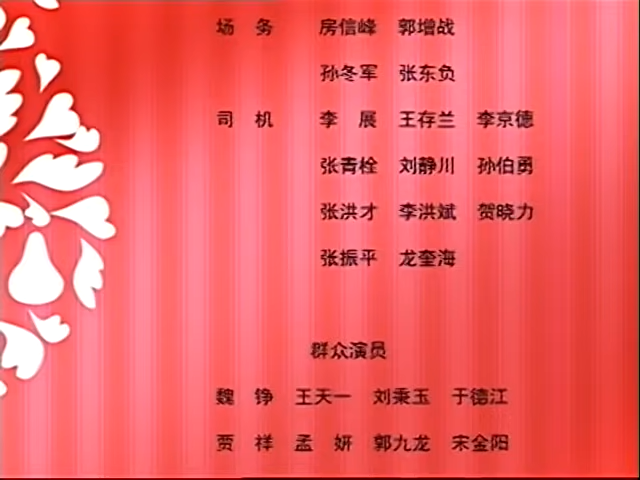 场 务 房信峰 郭增战
孙冬军 张东负
司 机 李 展 王存兰 李京德
张青栓 刘静川 孙伯勇
张洪才 李洪斌 贺晓力
张振平 龙奎海
群众演员
魏 铮 王天一 刘秉玉 于德江
贾 祥 孟 妍 郭九龙 宋金阳